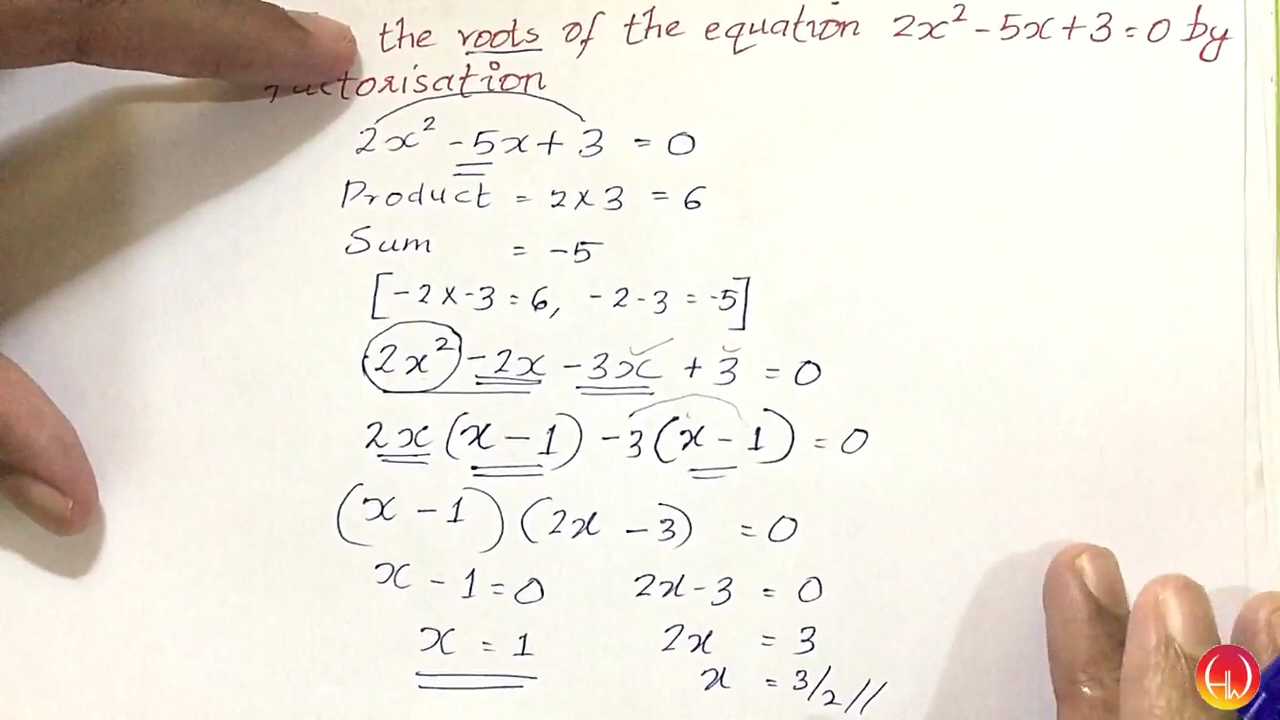 the roots of the equation 2x² - 5x + 3 = 0 by
factorisation
2x² - 5x + 3 = 0
Product = 2 × 3 = 6
Sum = -5
[-2 × -3 = 6, -2 - 3 = -5]
2x² - 2x - 3x + 3 = 0
2x (x - 1) - 3 (x - 1) = 0
(x - 1) (2x - 3) = 0
x - 1 = 0 2x - 3 = 0
x = 1 2x = 3
x = 3/2 //